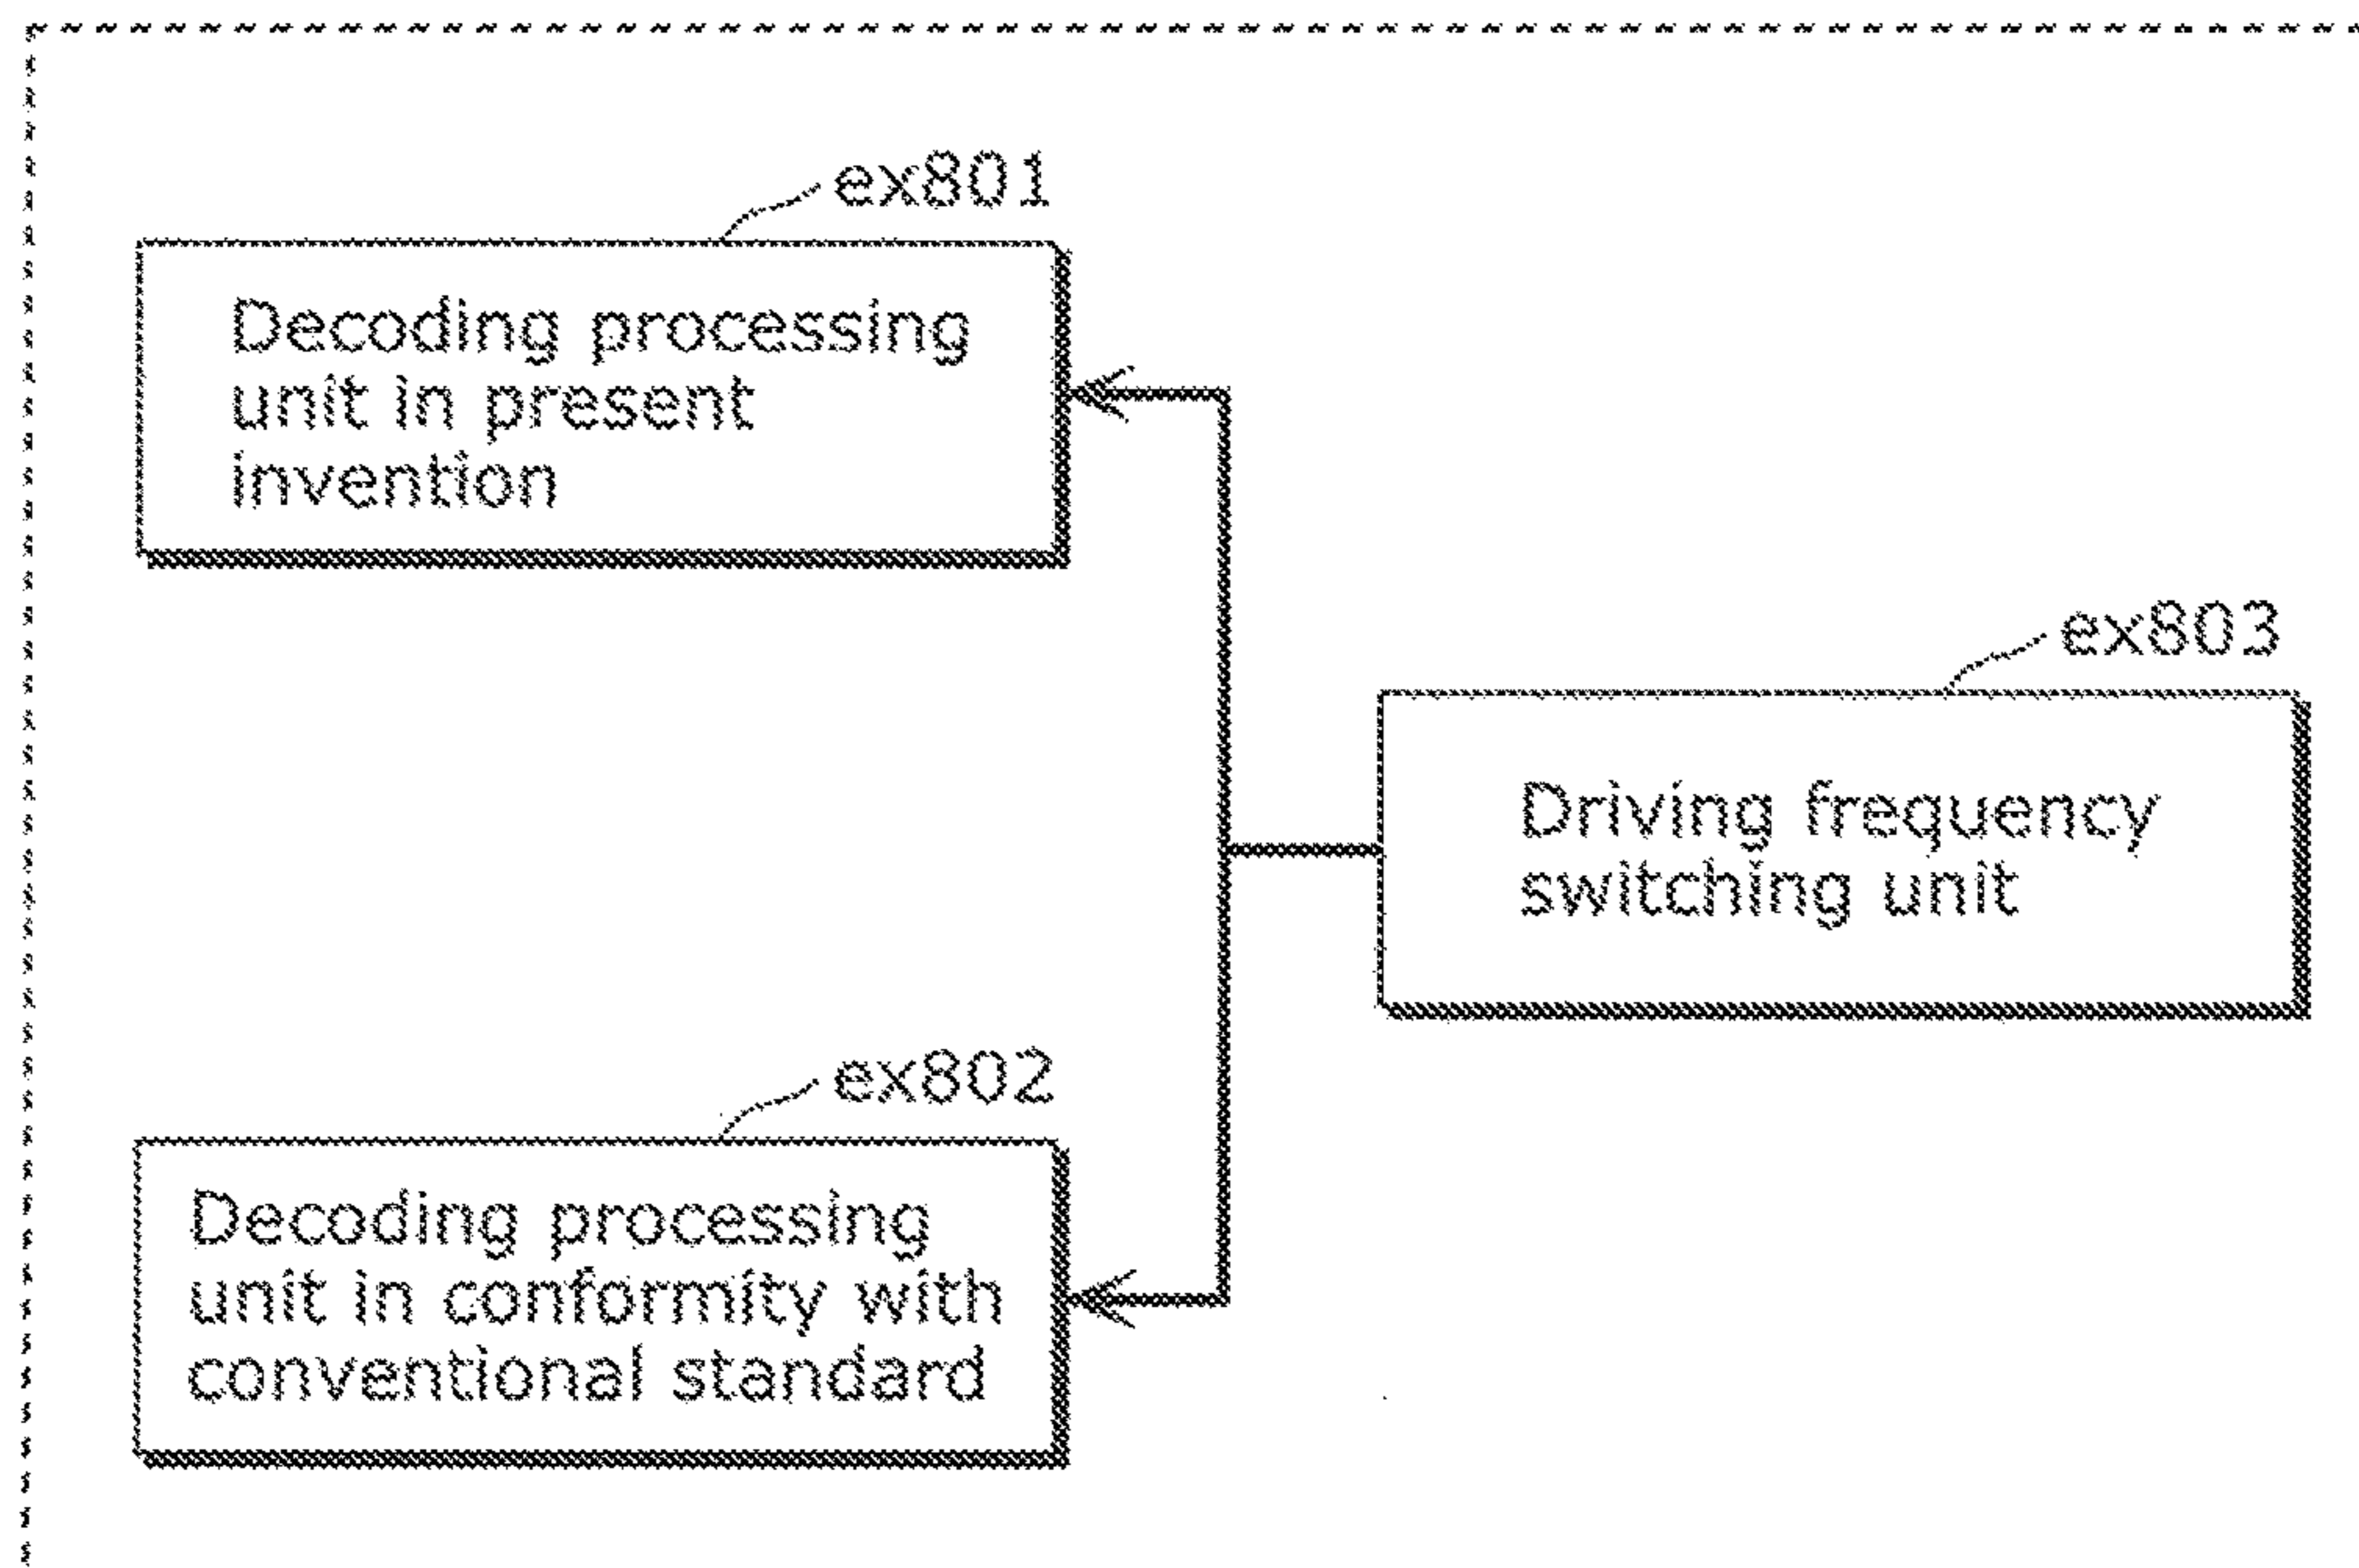 ex801
Decoding processing
unit in present
invention
ex803
Driving frequency
switching unit
ex802
Decoding processing
unit in conformity with
conventional standard